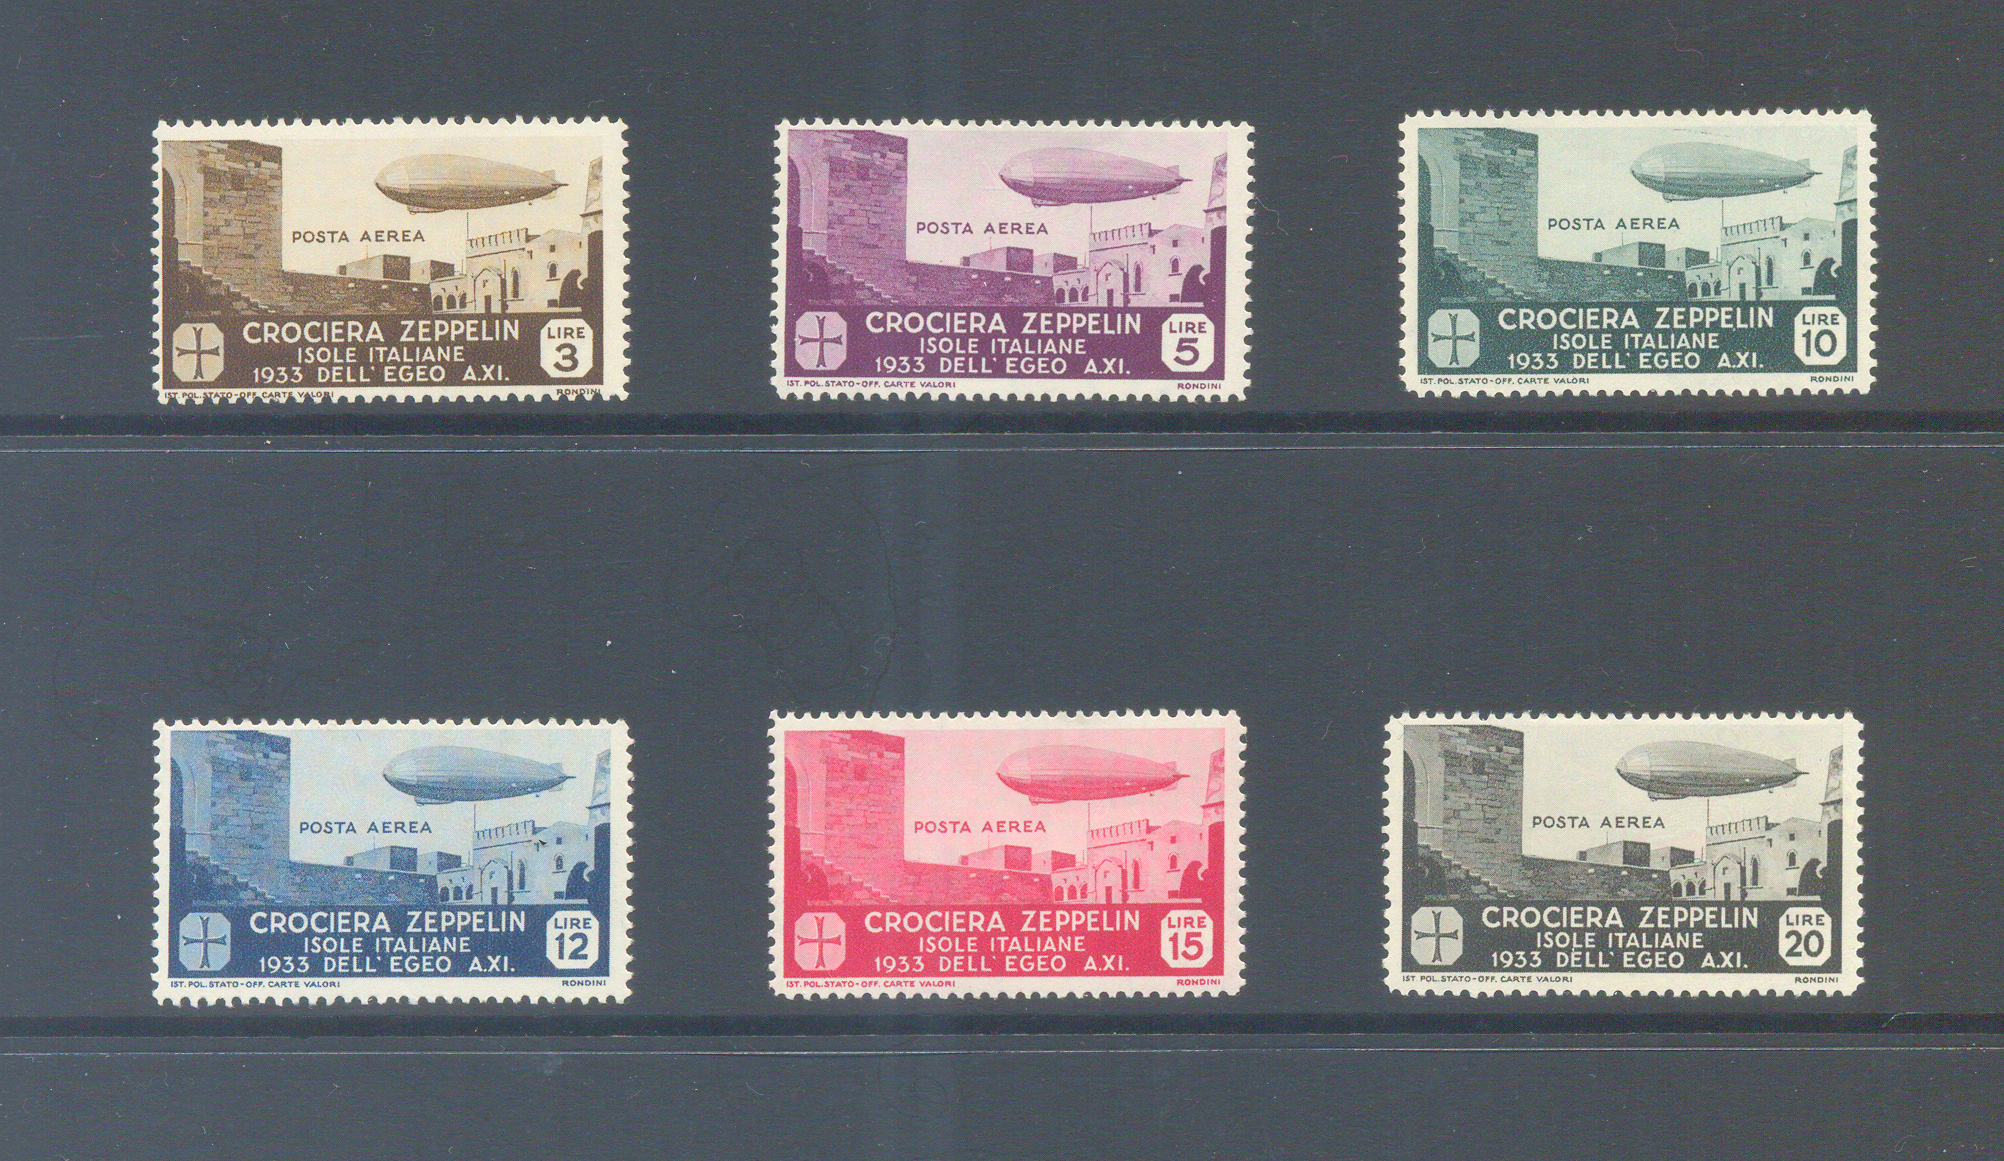 POSTA AEREA
CROCIERA ZEPPELIN
ISOLE ITALIANE
1933 DELL' EGEO A.XI.
LIRE
3
IST. POL. STATO-OFF. CARTE VALORI
RONDINI
POSTA AEREA
CROCIERA ZEPPELIN
ISOLE ITALIANE
1933 DELL' EGEO A.XI.
LIRE
5
IST. POL. STATO-OFF. CARTE VALORI
RONDINI
POSTA AEREA
CROCIERA ZEPPELIN
ISOLE ITALIANE
1933 DELL' EGEO A.XI.
LIRE
10
IST. POL. STATO-OFF. CARTE VALORI
RONDINI
POSTA AEREA
CROCIERA ZEPPELIN
ISOLE ITALIANE
1933 DELL' EGEO A.XI.
LIRE
12
IST. POL. STATO-OFF. CARTE VALORI
RONDINI
POSTA AEREA
CROCIERA ZEPPELIN
ISOLE ITALIANE
1933 DELL' EGEO A.XI.
LIRE
15
IST. POL. STATO-OFF. CARTE VALORI
RONDINI
POSTA AEREA
CROCIERA ZEPPELIN
ISOLE ITALIANE
1933 DELL' EGEO A.XI.
LIRE
20
IST. POL. STATO-OFF. CARTE VALORI
RONDINI